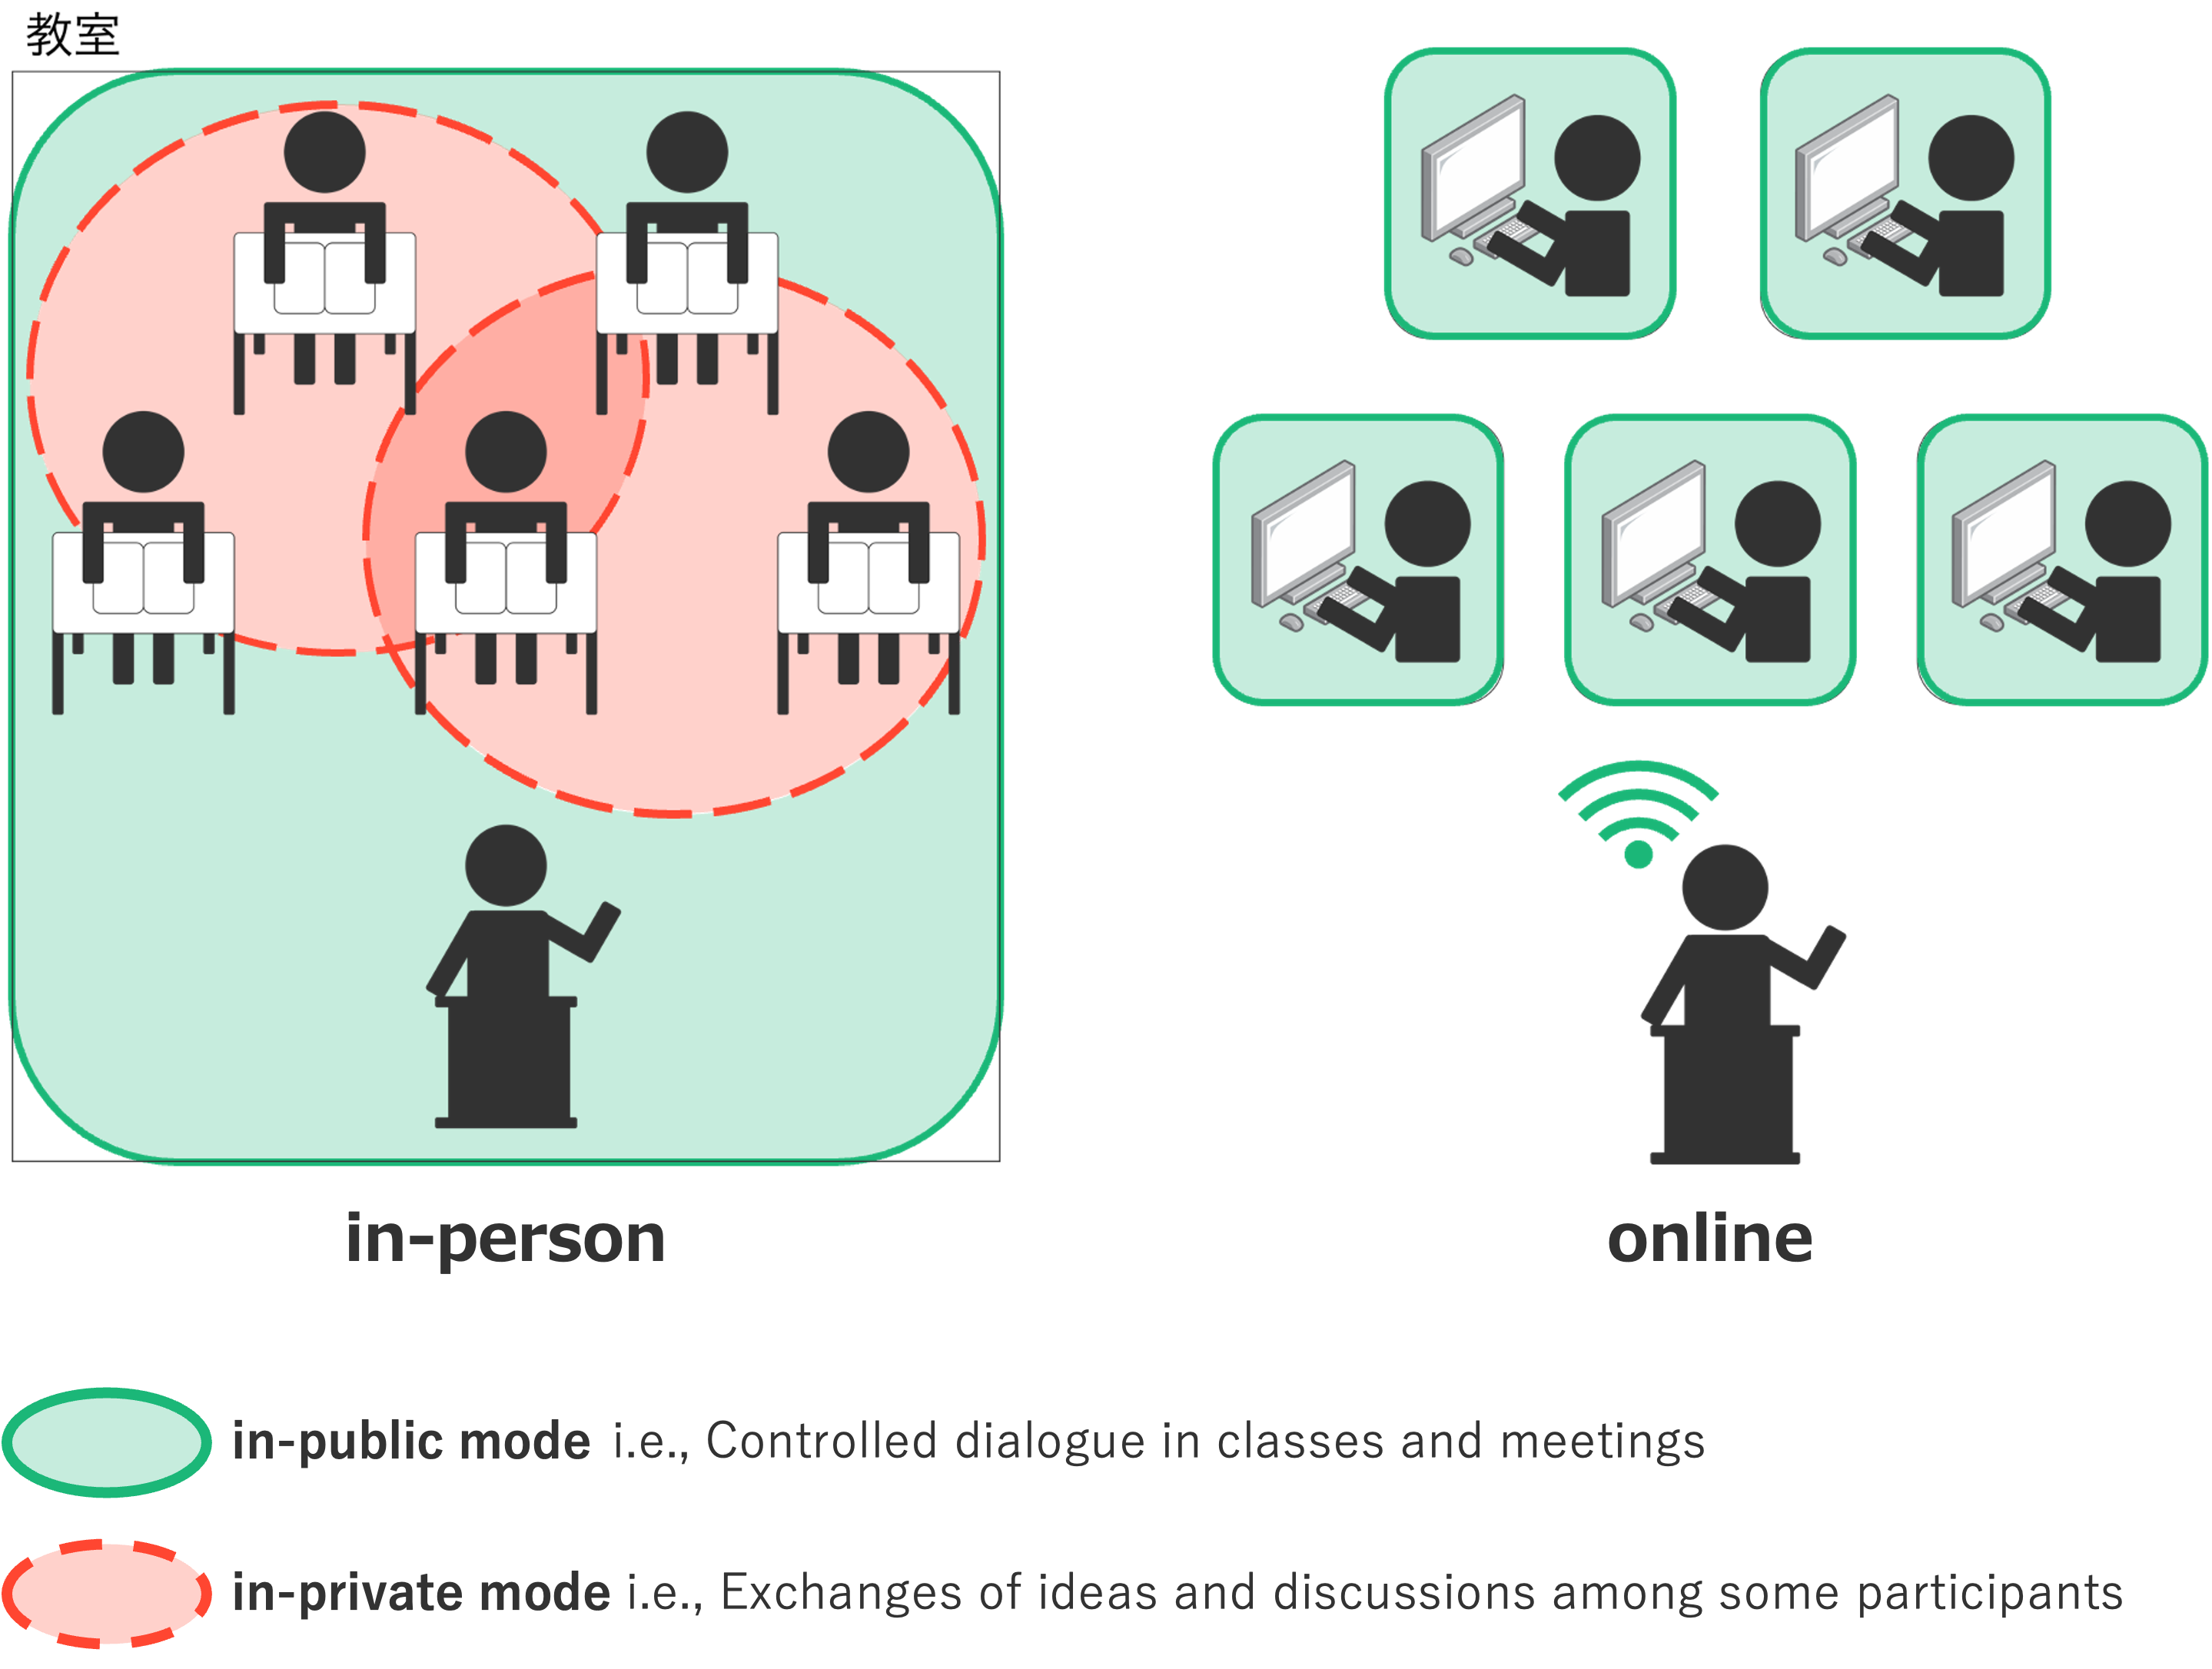 教室
in-person
online
in-public mode i.e., Controlled dialogue in classes and meetings
in-private mode i.e., Exchanges of ideas and discussions among some participants